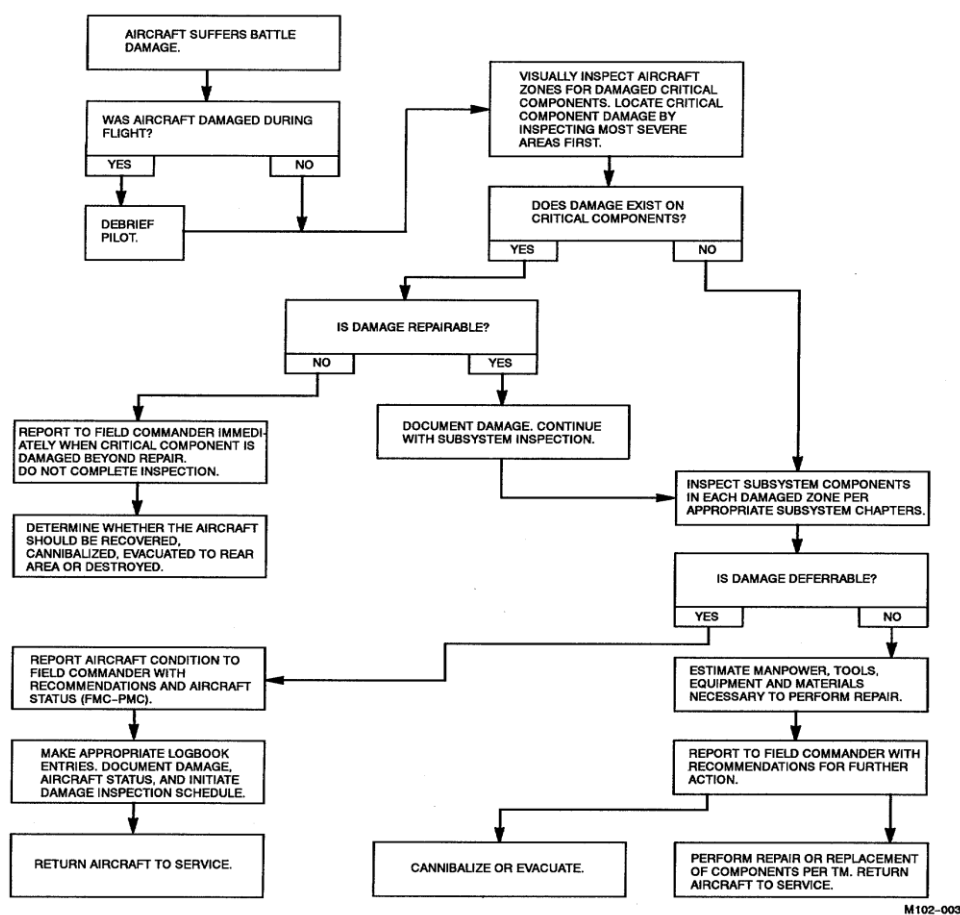 AIRCRAFT SUFFERS BATTLE
DAMAGE.
WAS AIRCRAFT DAMAGED DURING
FLIGHT?
YES
NO
DEBRIEF
PILOT.
VISUALLY INSPECT AIRCRAFT
ZONES FOR DAMAGED CRITICAL
COMPONENTS. LOCATE CRITICAL
COMPONENT DAMAGE BY
INSPECTING MOST SEVERE
AREAS FIRST.
DOES DAMAGE EXIST ON
CRITICAL COMPONENTS?
YES
NO
IS DAMAGE REPAIRABLE?
NO
YES
REPORT TO FIELD COMMANDER IMMEDI-
ATELY WHEN CRITICAL COMPONENT IS
DAMAGED BEYOND REPAIR.
DO NOT COMPLETE INSPECTION.
DOCUMENT DAMAGE. CONTINUE
WITH SUBSYSTEM INSPECTION.
DETERMINE WHETHER THE AIRCRAFT
SHOULD BE RECOVERED,
CANNIBALIZED, EVACUATED TO REAR
AREA OR DESTROYED.
INSPECT SUBSYSTEM COMPONENTS
IN EACH DAMAGED ZONE PER
APPROPRIATE SUBSYSTEM CHAPTERS.
IS DAMAGE DEFERRABLE?
YES
NO
REPORT AIRCRAFT CONDITION TO
FIELD COMMANDER WITH
RECOMMENDATIONS AND AIRCRAFT
STATUS (FMC-PMC).
ESTIMATE MANPOWER, TOOLS,
EQUIPMENT AND MATERIALS
NECESSARY TO PERFORM REPAIR.
MAKE APPROPRIATE LOGBOOK
ENTRIES. DOCUMENT DAMAGE,
AIRCRAFT STATUS, AND INITIATE
DAMAGE INSPECTION SCHEDULE.
REPORT TO FIELD COMMANDER WITH
RECOMMENDATIONS FOR FURTHER
ACTION.
RETURN AIRCRAFT TO SERVICE.
CANNIBALIZE OR EVACUATE.
PERFORM REPAIR OR REPLACEMENT
OF COMPONENTS PER TM. RETURN
AIRCRAFT TO SERVICE.
M102-003